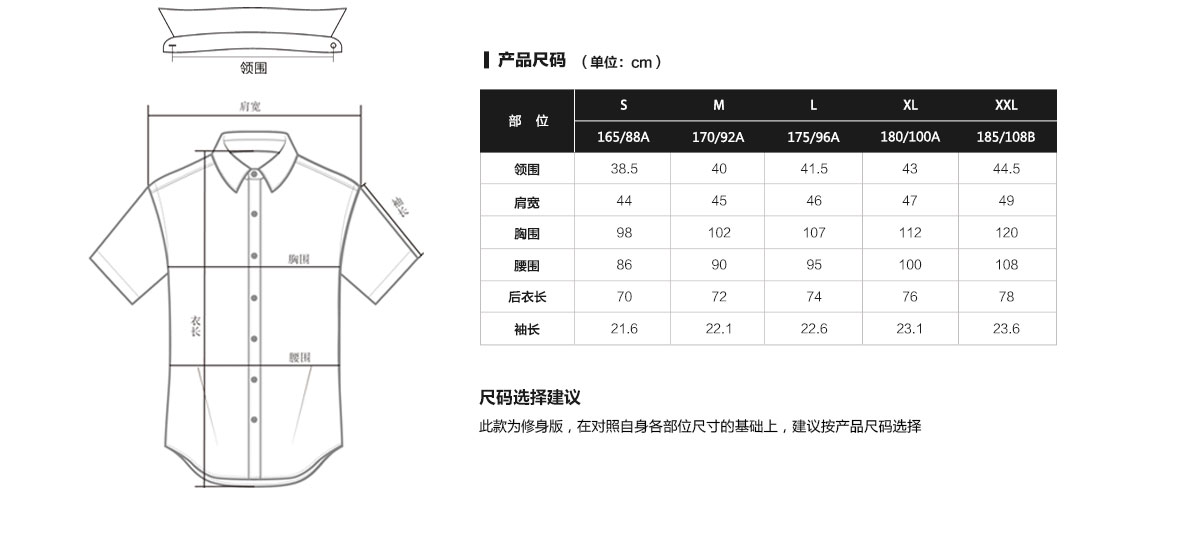 领围
肩宽
袖长
胸围
衣长
腰围
产品尺码 （单位：cm）
部 位 S M L XL XXL
165/88A 170/92A 175/96A 180/100A 185/108B
领围 38.5 40 41.5 43 44.5
肩宽 44 45 46 47 49
胸围 98 102 107 112 120
腰围 86 90 95 100 108
后衣长 70 72 74 76 78
袖长 21.6 22.1 22.6 23.1 23.6
尺码选择建议
此款为修身版，在对照自身各部位尺寸的基础上，建议按产品尺码选择